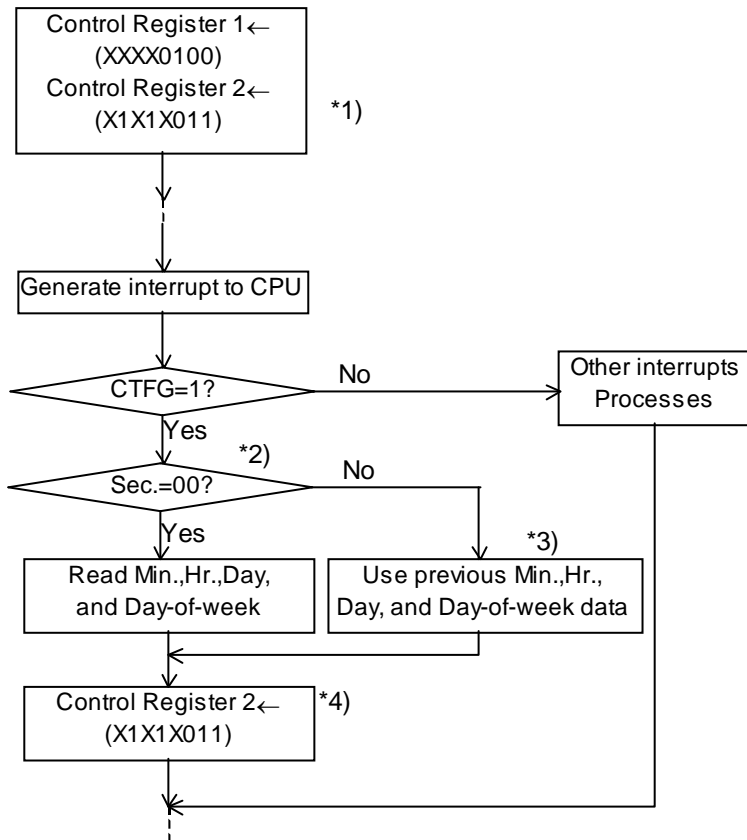 Control Register 1←
(XXXX0100)
Control Register 2←
(X1X1X011)
*1)
Generate interrupt to CPU
CTFG=1?
No
Other interrupts
Processes
Yes
*2)
Sec.=00?
No
Yes
*3)
Read Min.,Hr.,Day,
and Day-of-week
Use previous Min.,Hr.,
Day, and Day-of-week data
Control Register 2←
(X1X1X011)
*4)